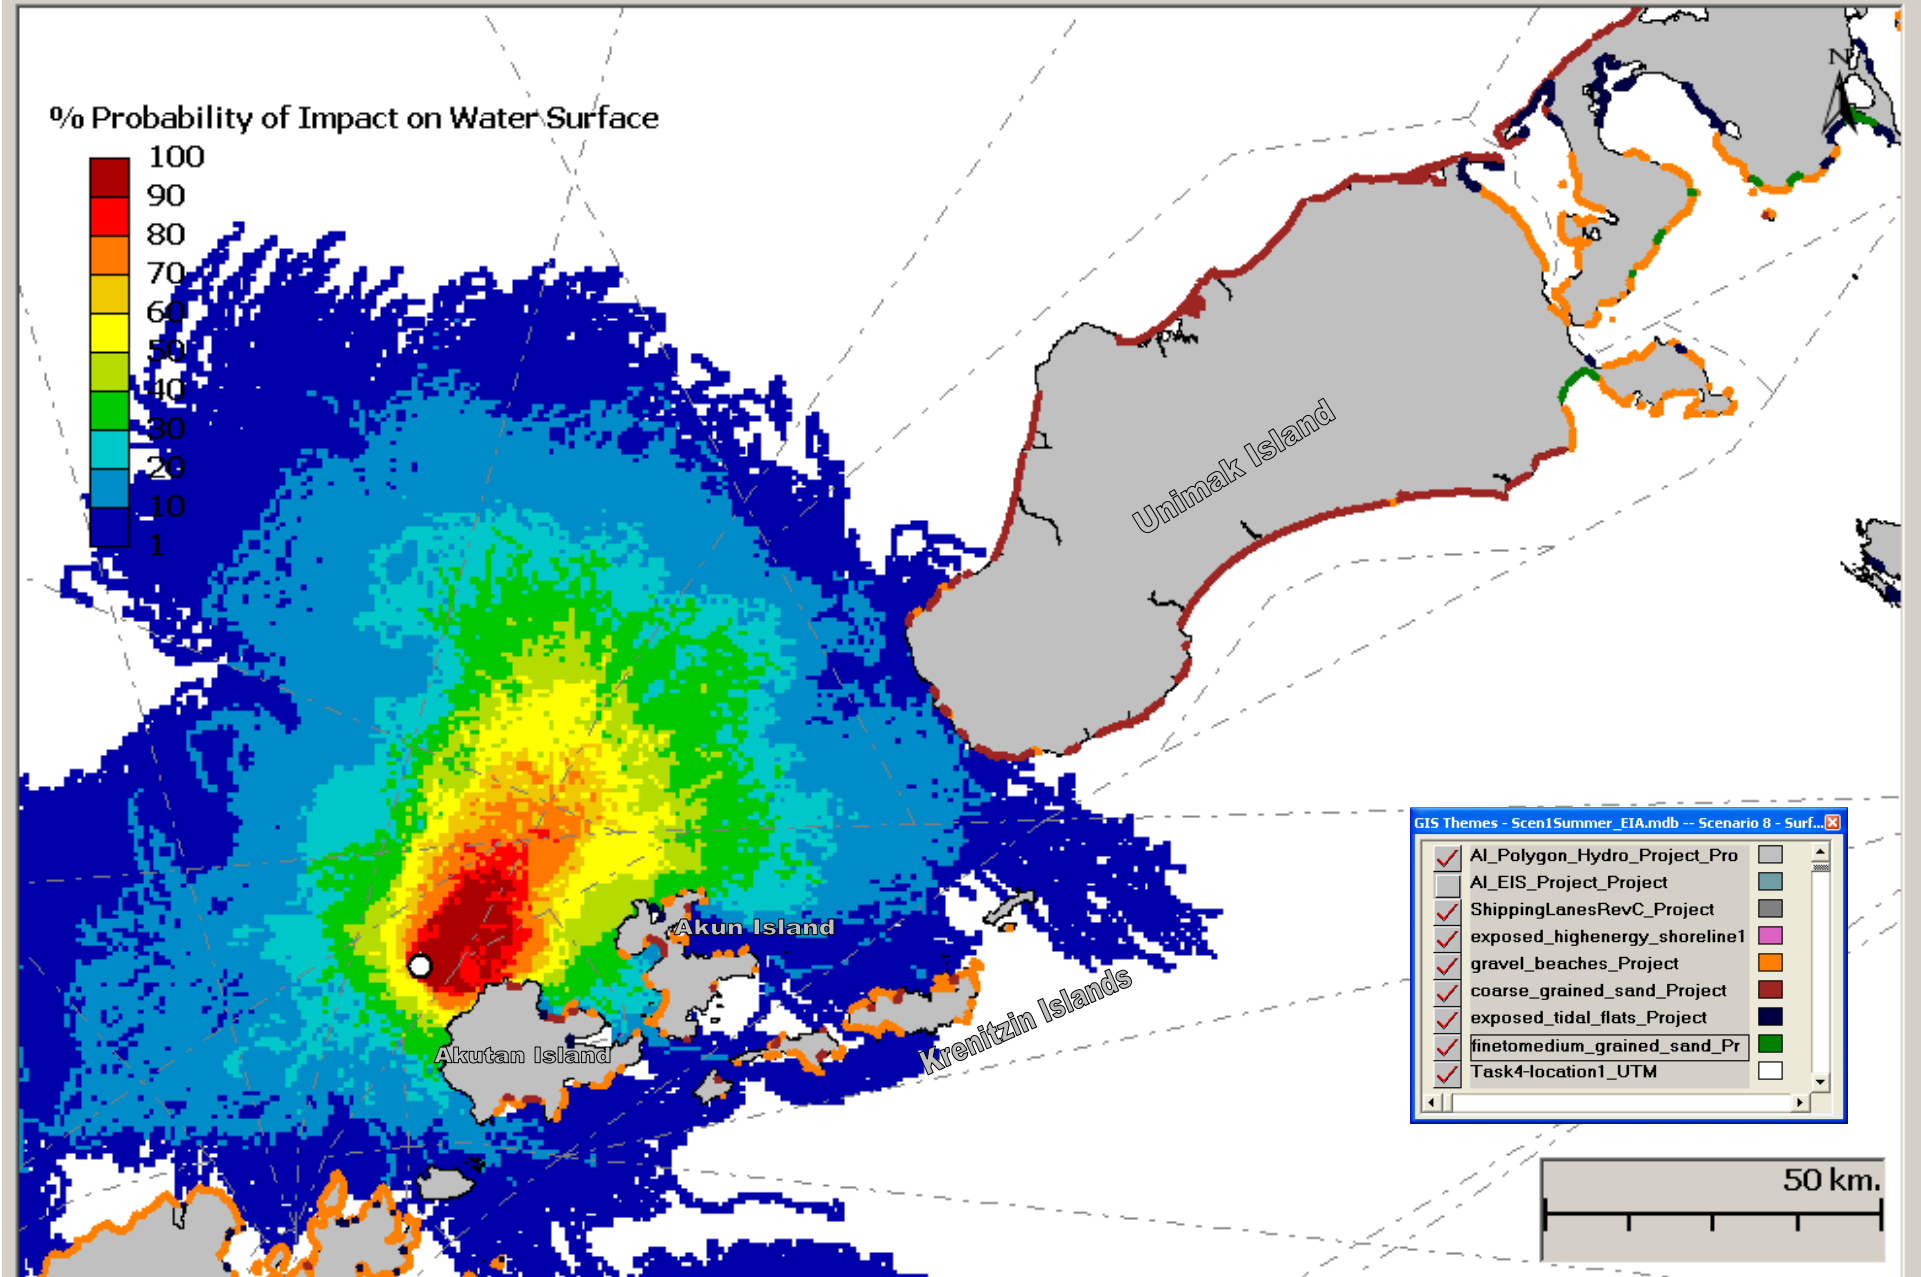 N
% Probability of Impact on Water Surface
100
90
80
70
60
50
40
30
20
10
1
Unimak Island
Akun Island
Krenitzin Islands
Akutan Island
GIS Themes - Scen1Summer_EIA.mdb -- Scenario 8 - Surf...
AI_Polygon_Hydro_Project_Pro
AI_EIS_Project_Project
ShippingLanesRevC_Project
exposed_highenergy_shoreline1
gravel_beaches_Project
coarse_grained_sand_Project
exposed_tidal_flats_Project
finetomedium_grained_sand_Pr
Task4-location1_UTM
50 km.